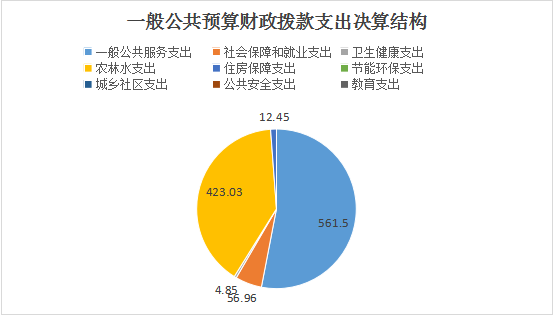 一般公共预算财政拨款支出决算结构
一般公共服务支出 社会保障和就业支出 卫生健康支出
农林水支出 住房保障支出 节能环保支出
城乡社区支出 公共安全支出 教育支出
12.45
423.03
561.5
4.85
56.96